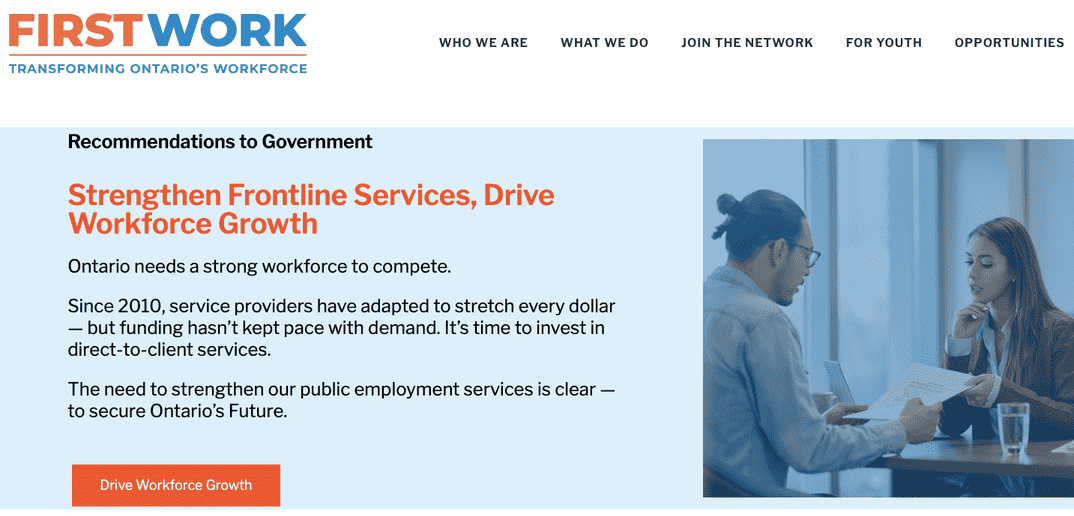 FIRSTWORK
TRANSFORMING ONTARIO'S WORKFORCE
WHO WE ARE WHAT WE DO JOIN THE NETWORK FOR YOUTH OPPORTUNITIES
Recommendations to Government
Strengthen Frontline Services, Drive
Workforce Growth
Ontario needs a strong workforce to compete.
Since 2010, service providers have adapted to stretch every dollar
— but funding hasn't kept pace with demand. It's time to invest in
direct-to-client services.
The need to strengthen our public employment services is clear —
to secure Ontario's Future.
Drive Workforce Growth